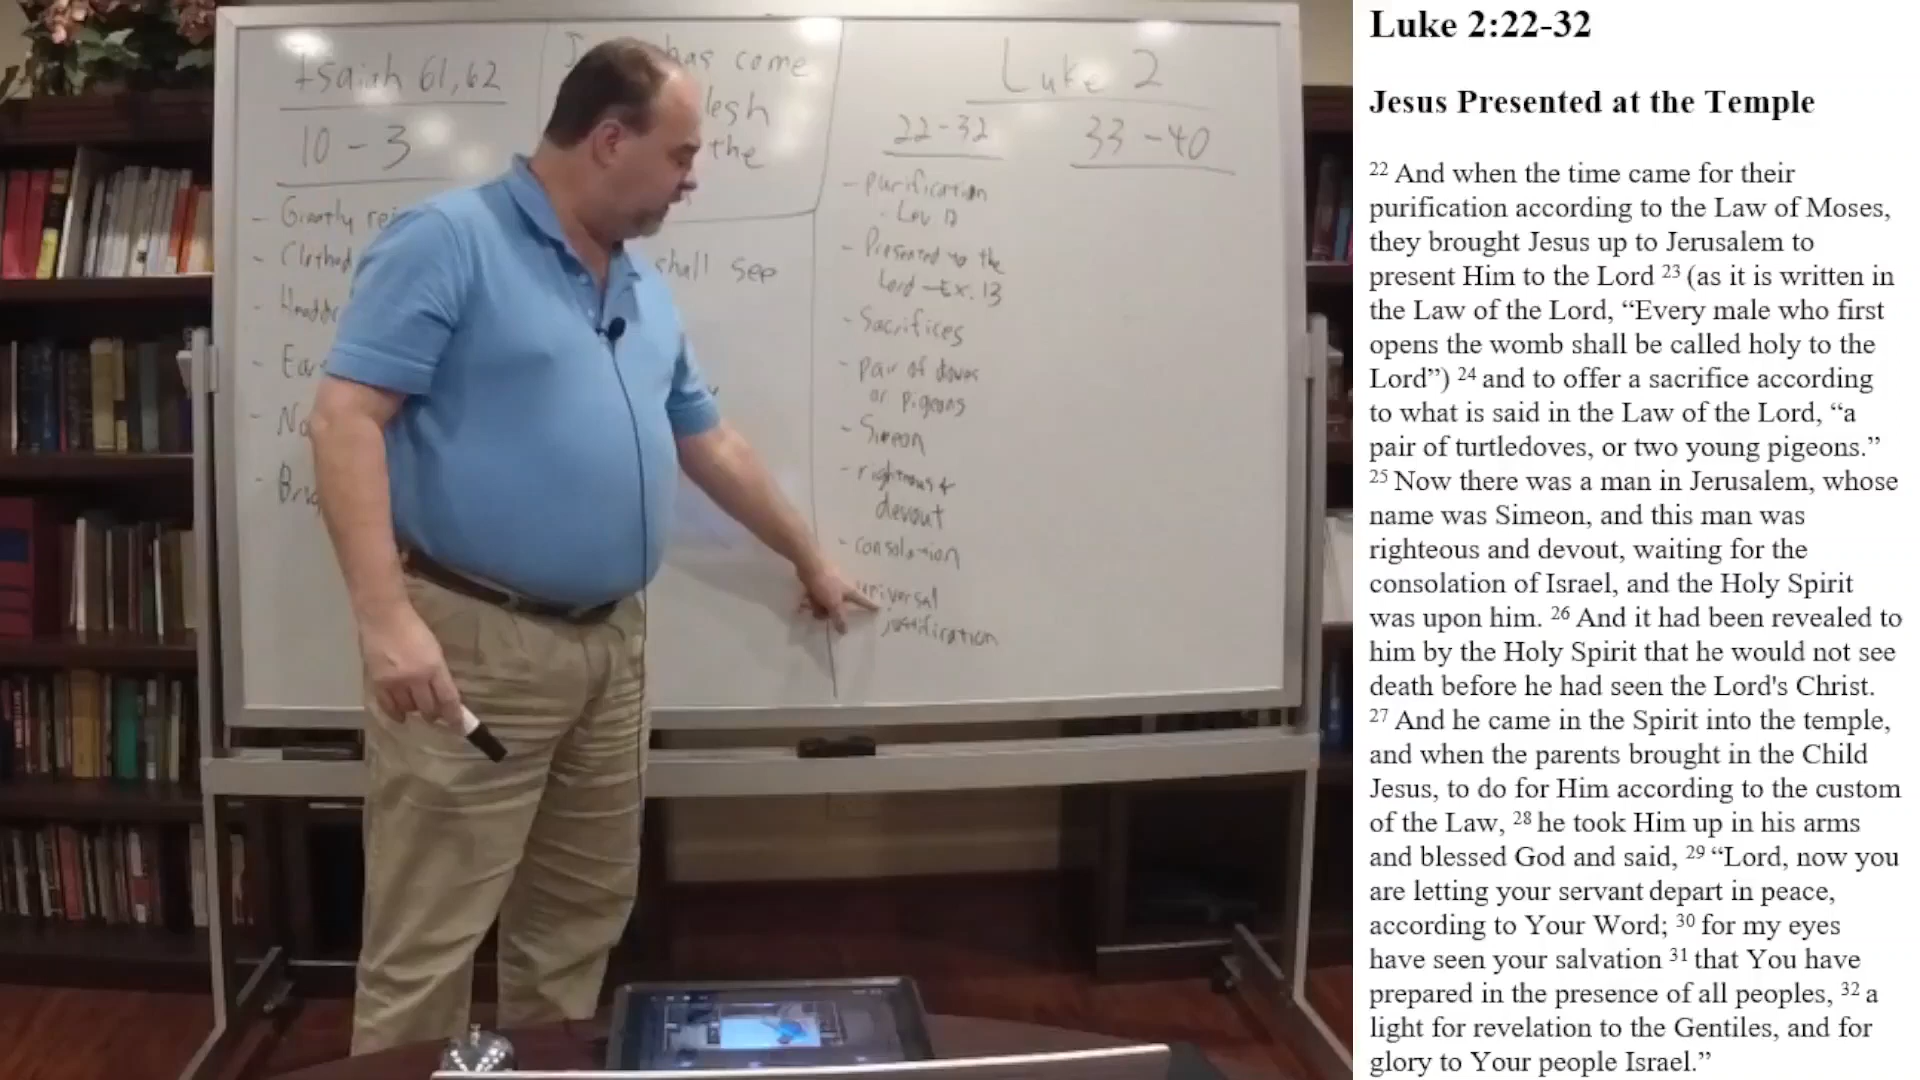 Isaiah 61,62
10 - 3
- Greatly
- Clothed
has come
the
shall see
Luke 2
22-32
- Purification
- Lev 12
- Presented to the
Lord - Ex. 13
- Sacrifices
- pair of doves
or pigeons
- Simeon
- righteous +
devout
- consolation
universal
justification
33-40
Luke 2:22-32
Jesus Presented at the Temple
22 And when the time came for their
purification according to the Law of Moses,
they brought Jesus up to Jerusalem to
present Him to the Lord 23 (as it is written in
the Law of the Lord, “Every male who first
opens the womb shall be called holy to the
Lord”) 24 and to offer a sacrifice according
to what is said in the Law of the Lord, “a
pair of turtledoves, or two young pigeons.”
25 Now there was a man in Jerusalem, whose
name was Simeon, and this man was
righteous and devout, waiting for the
consolation of Israel, and the Holy Spirit
was upon him. 26 And it had been revealed to
him by the Holy Spirit that he would not see
death before he had seen the Lord's Christ.
27 And he came in the Spirit into the temple,
and when the parents brought in the Child
Jesus, to do for Him according to the custom
of the Law, 28 he took Him up in his arms
and blessed God and said, 29 “Lord, now you
are letting your servant depart in peace,
according to Your Word; 30 for my eyes
have seen your salvation 31 that You have
prepared in the presence of all peoples, 32 a
light for revelation to the Gentiles, and for
glory to Your people Israel.”